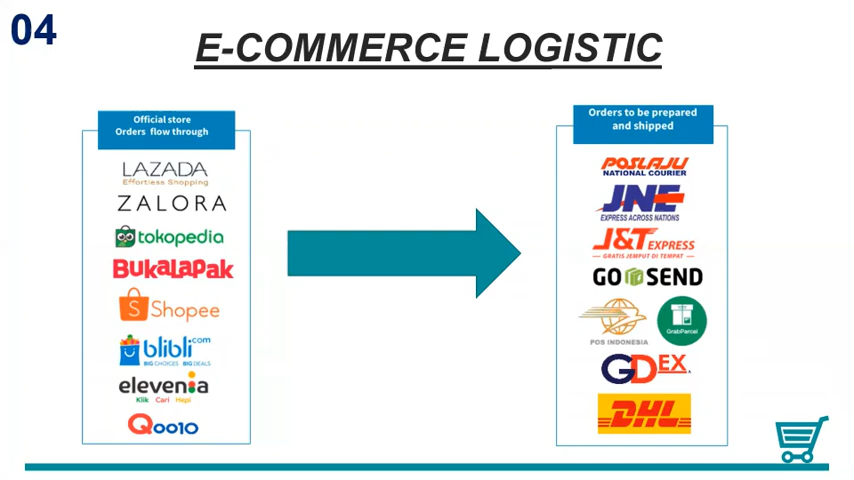 04
E-COMMERCE LOGISTIC
Official store
Orders flow through
LAZADA
Effortless Shopping
ZALORA
tokopedia
BUKALAPAK
Shopee
blibli.com
BIG CHOICES BIG DEALS
elevenia
Klik Cari Hepi
Qoo10
Orders to be prepared
and shipped
POSLAJU
NATIONAL COURIER
JNE
EXPRESS ACROSS NATIONS
J&T EXPRESS
GRATIS JEMPUT DI TEMPAT
GO SEND
POS INDONESIA
GrabParcel
GDEX
DHL